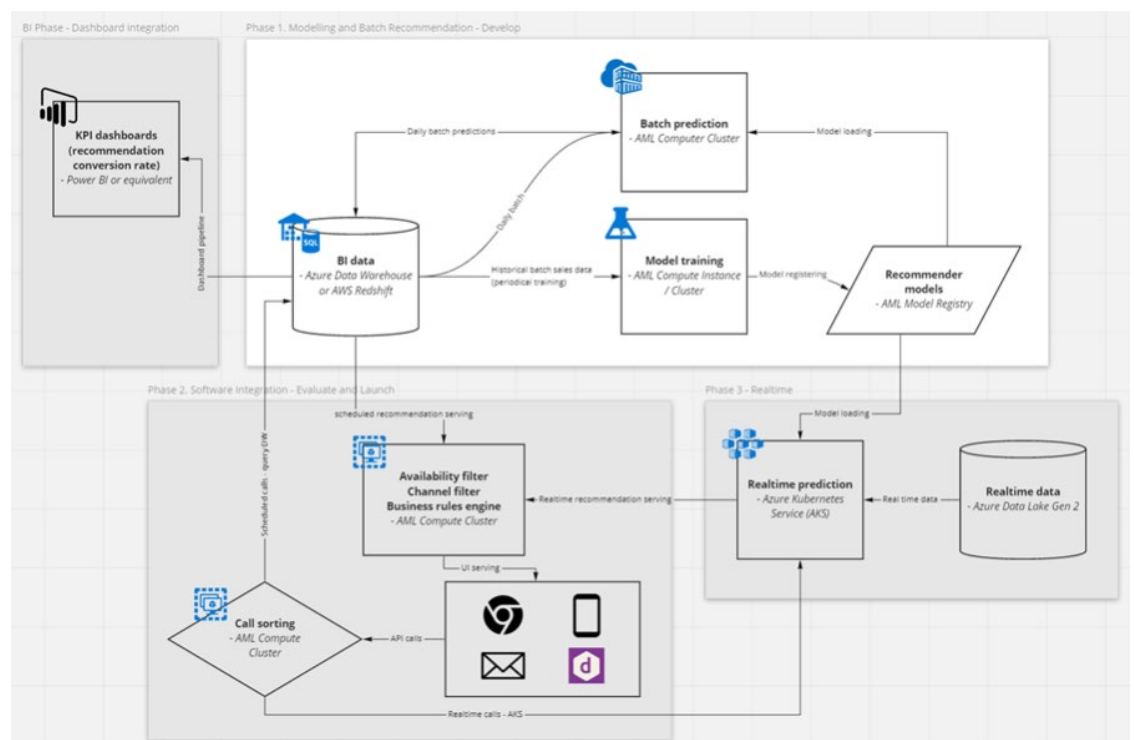 BI Phase - Dashboard integration
Phase 1. Modelling and Batch Recommendation - Develop
KPI dashboards
(recommendation
conversion rate)
- Power BI or equivalent
Batch prediction
- AML Computer Cluster
Daily batch predictions
Model loading
Daily batch
Dashboard pipeline
SQL
BI data
- Azure Data Warehouse
or AWS Redshift
Historical batch sales data
(periodical training)
Model training
- AML Compute Instance
/ Cluster
Model registering
Recommender
models
- AML Model Registry
Phase 2. Software Integration - Evaluate and Launch
Phase 3 - Realtime
scheduled recommendation serving
Model loading
Scheduled calls - query DW
Availability filter
Channel filter
Business rules engine
- AML Compute Cluster
Realtime recommendation serving
Realtime prediction
- Azure Kubernetes
Service (AKS)
Real time data
Realtime data
- Azure Data Lake Gen 2
UI serving
Call sorting
- AML Compute
Cluster
API calls
d
Realtime calls - AKS